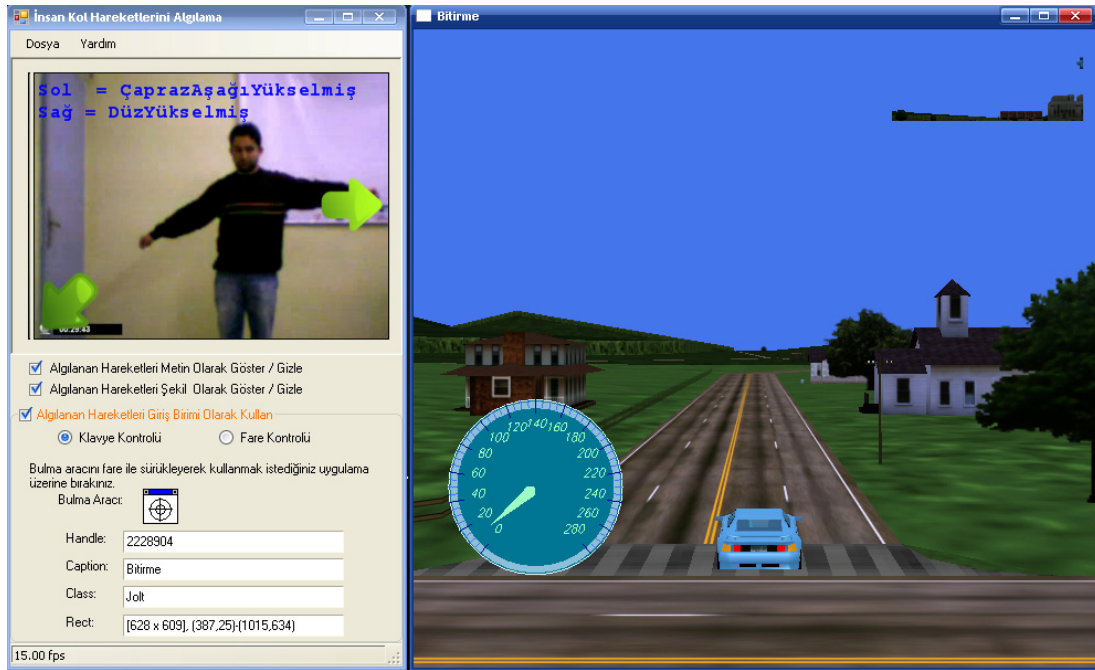 İnsan Kol Hareketlerini Algılama
Dosya Yardım
Sol = ÇaprazAşağıYükselmiş
Sağ = DüzYükselmiş
00:29:43
Algılanan Hareketleri Metin Olarak Göster / Gizle
Algılanan Hareketleri Şekil Olarak Göster / Gizle
Algılanan Hareketleri Giriş Birimi Olarak Kullan
Klavye Kontrolü Fare Kontrolü
Bulma aracını fare ile sürükleyerek kullanmak istediğiniz uygulama
üzerine bırakınız.
Bulma Aracı:
Handle: 2228904
Caption: Bitirme
Class: Jolt
Rect: [628 x 609], (387,25)-(1015,634)
15.00 fps
Bitirme
0
20
40
60
80
100
120
140
160
180
200
220
240
260
280